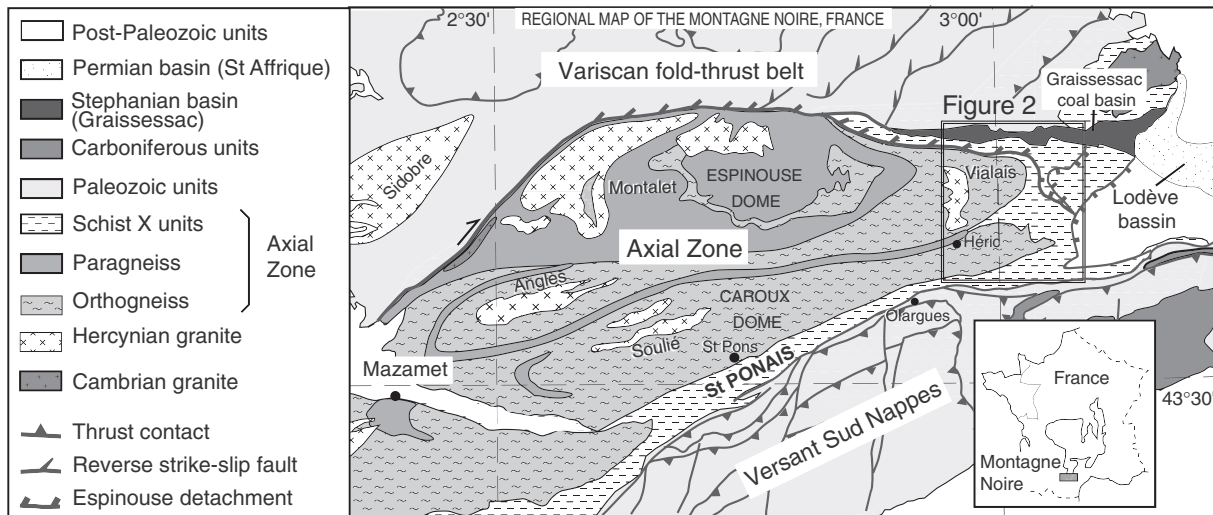 Post-Paleozoic units
Permian basin (St Affrique)
Stephanian basin
(Graissessac)
Carboniferous units
Paleozoic units
Schist X units
Paragneiss
Orthogneiss
Axial
Zone
Hercynian granite
Cambrian granite
Thrust contact
Reverse strike-slip fault
Espinouse detachment
2°30'
REGIONAL MAP OF THE MONTAGNE NOIRE, FRANCE
3°00'
Variscan fold-thrust belt
Figure 2
Graissessac
coal basin
Sidobre
Montalet
ESPINOUSE
DOME
Vialais
Lodève
bassin
Axial Zone
Héric
Anglès
CAROUX
DOME
Olargues
Soulié
St Pons
Mazamet
St PONAIS
Versant Sud Nappes
43°30'
France
Montagne
Noire